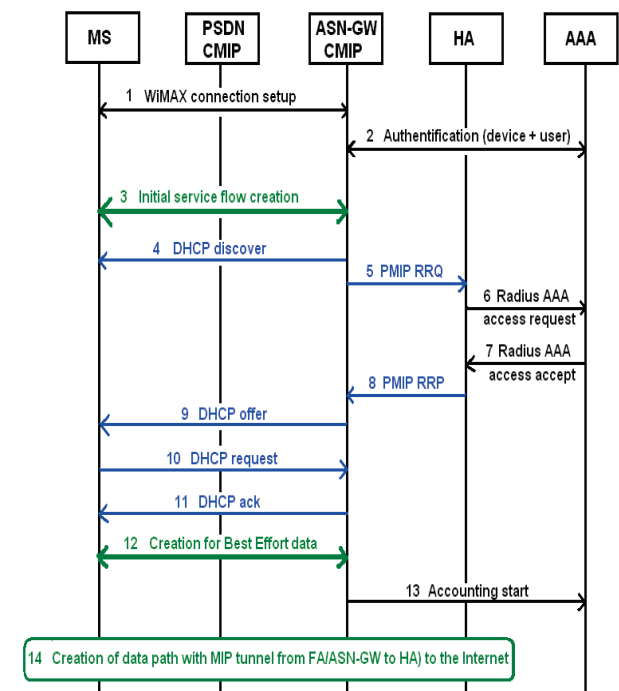 MS
PSDN
CMIP
ASN-GW
CMIP
HA
AAA
1 WiMAX connection setup
2 Authentification (device + user)
3 Initial service flow creation
4 DHCP discover
5 PMIP RRQ
6 Radius AAA
access request
7 Radius AAA
access accept
8 PMIP RRP
9 DHCP offer
10 DHCP request
11 DHCP ack
12 Creation for Best Effort data
13 Accounting start
14 Creation of data path with MIP tunnel from FA/ASN-GW to HA) to the Internet